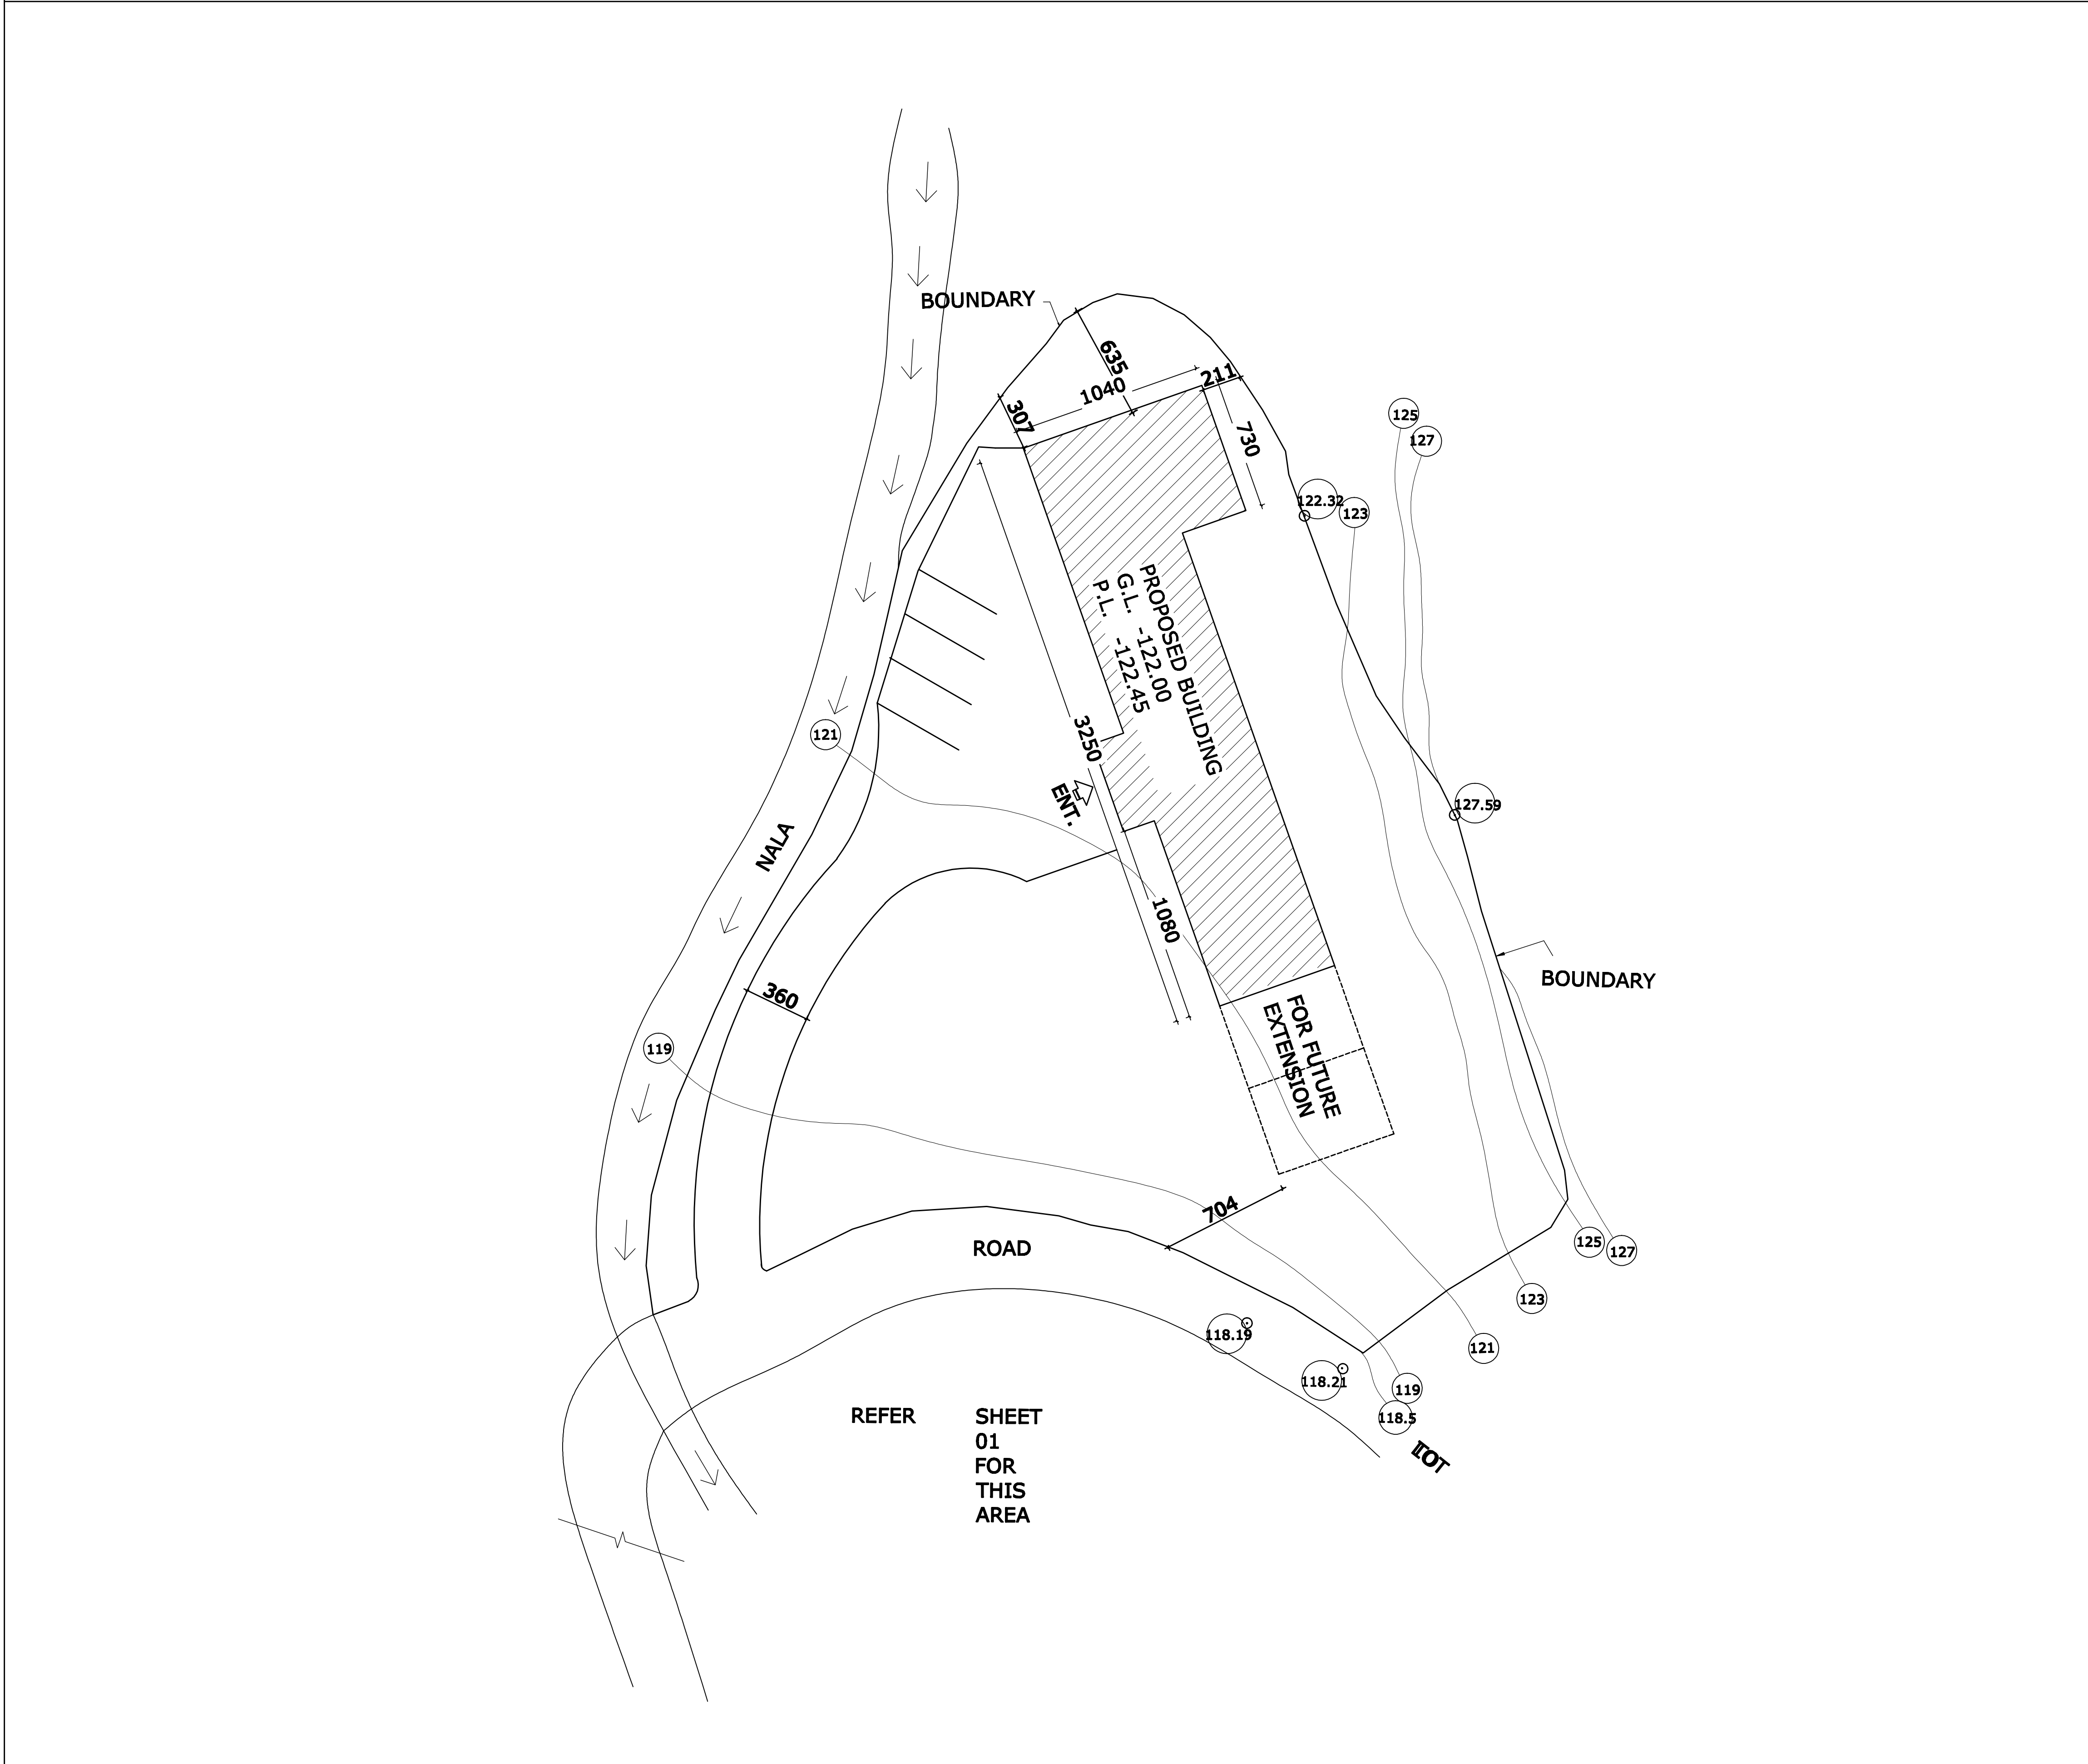 BOUNDARY
635
1040
211
307
730
125
127
122.32
123
PROPOSED BUILDING
G.L. -122.00
P.L. -122.45
121
3250
ENT.
127.59
NALA
1080
360
BOUNDARY
119
FOR FUTURE
EXTENSION
704
ROAD
125
127
123
118.19
121
118.21
119
118.5
REFER SHEET
01
FOR
THIS
AREA